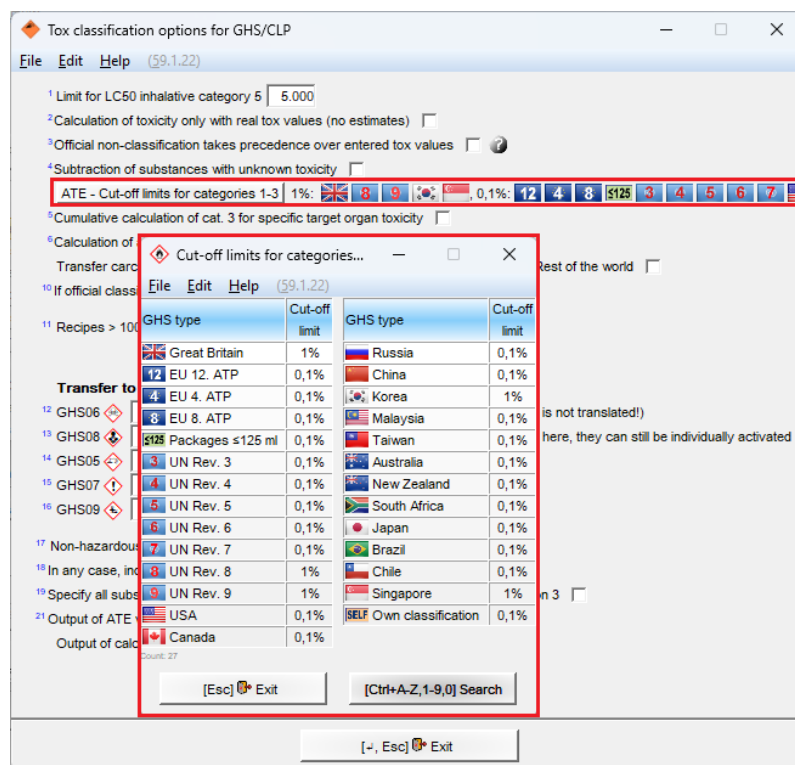 Tox classification options for GHS/CLP
File Edit Help (59.1.22)
1 Limit for LC50 inhalative category 5 5.000
2 Calculation of toxicity only with real tox values (no estimates)
3 Official non-classification takes precedence over entered tox values
4 Subtraction of substances with unknown toxicity
ATE - Cut-off limits for categories 1-3 1%: 8 9 , 0,1%: 12 4 8 ≤125 3 4 5 6 7
5 Cumulative calculation of cat. 3 for specific target organ toxicity
6 Calculation of
Transfer carc Rest of the world
10 If official classi
11 Recipes > 100
Transfer to
12 GHS06 is not translated!)
13 GHS08 here, they can still be individually activated
14 GHS05
15 GHS07
16 GHS09
17 Non-hazardous
18 In any case, inc
19 Specify all subs on 3
21 Output of ATE
Output of calc
[↵, Esc] Exit
Cut-off limits for categories...
File Edit Help (59.1.22)
GHS type Cut-off limit GHS type Cut-off limit
Great Britain 1% Russia 0,1%
12 EU 12. ATP 0,1% China 0,1%
4 EU 4. ATP 0,1% Korea 1%
8 EU 8. ATP 0,1% Malaysia 0,1%
≤125 Packages ≤125 ml 0,1% Taiwan 0,1%
3 UN Rev. 3 0,1% Australia 0,1%
4 UN Rev. 4 0,1% New Zealand 0,1%
5 UN Rev. 5 0,1% South Africa 0,1%
6 UN Rev. 6 0,1% Japan 0,1%
7 UN Rev. 7 0,1% Brazil 0,1%
8 UN Rev. 8 1% Chile 0,1%
9 UN Rev. 9 1% Singapore 1%
USA 0,1% SELF Own classification 0,1%
Canada 0,1%
Count: 27
[Esc] Exit [Ctrl+A-Z,1-9,0] Search